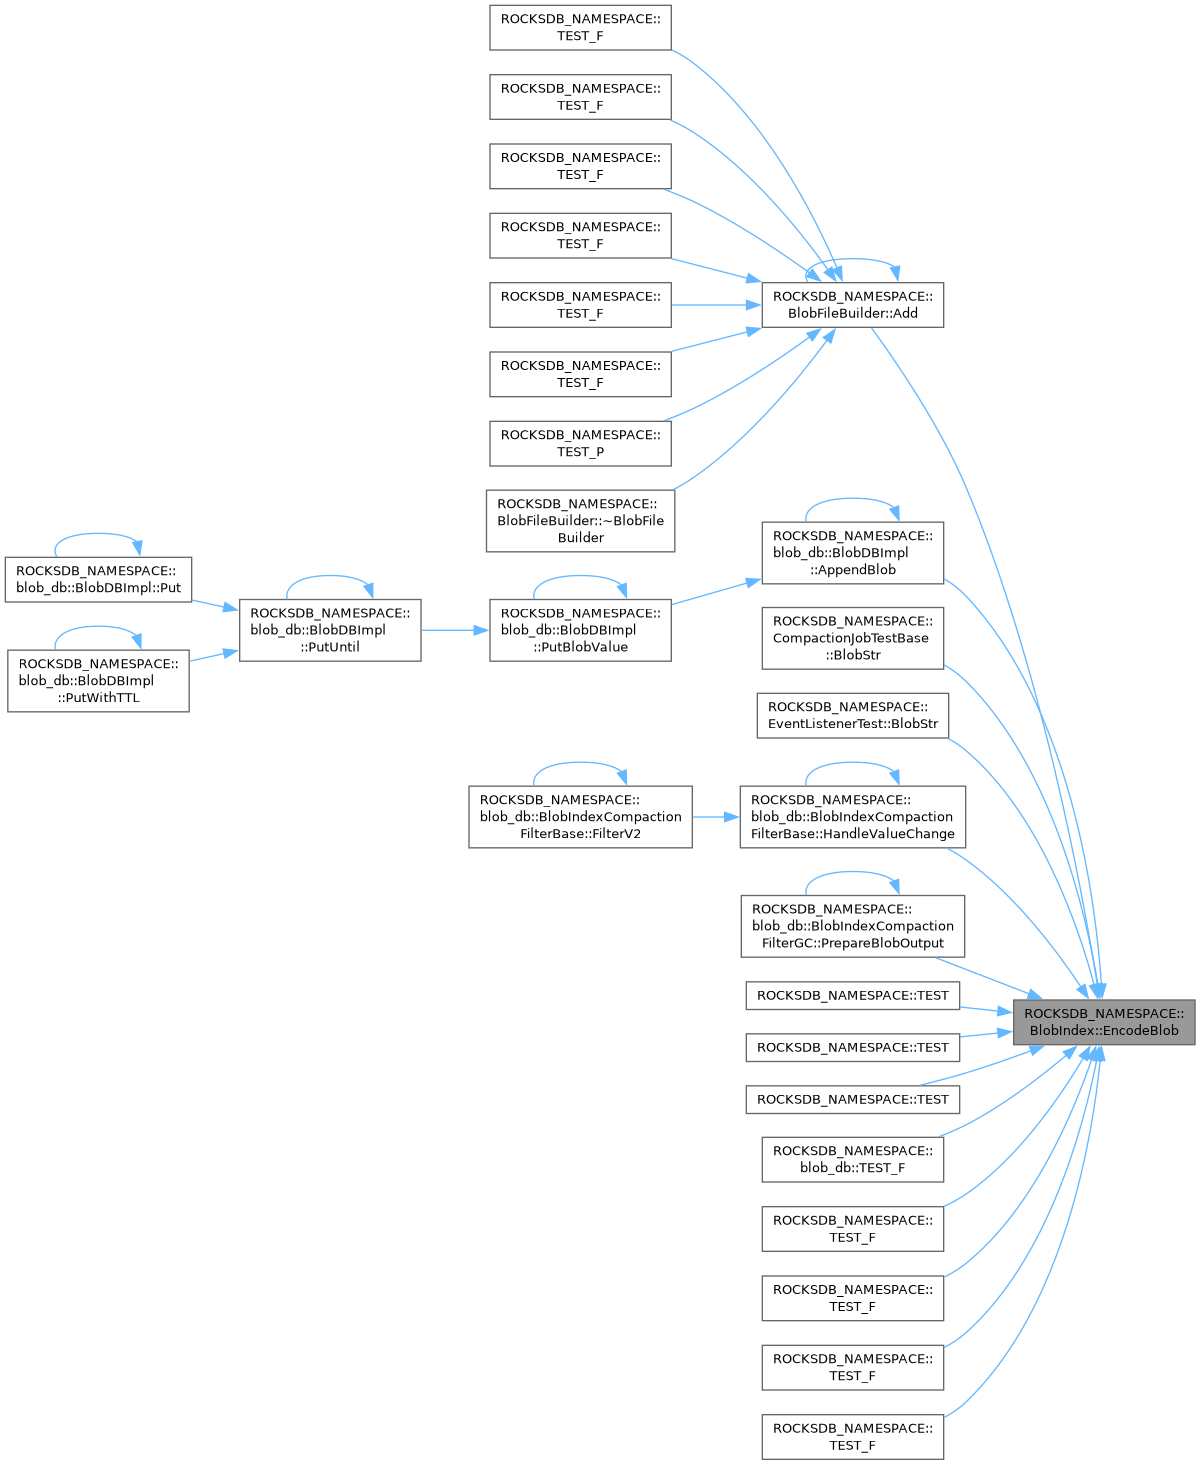 ROCKSDB_NAMESPACE::
TEST_F
ROCKSDB_NAMESPACE::
TEST_F
ROCKSDB_NAMESPACE::
TEST_F
ROCKSDB_NAMESPACE::
TEST_F
ROCKSDB_NAMESPACE::
TEST_F
ROCKSDB_NAMESPACE::
TEST_F
ROCKSDB_NAMESPACE::
TEST_P
ROCKSDB_NAMESPACE::
BlobFileBuilder::~BlobFile
Builder
ROCKSDB_NAMESPACE::
BlobFileBuilder::Add
ROCKSDB_NAMESPACE::
blob_db::BlobDBImpl::Put
ROCKSDB_NAMESPACE::
blob_db::BlobDBImpl
::PutWithTTL
ROCKSDB_NAMESPACE::
blob_db::BlobDBImpl
::PutUntil
ROCKSDB_NAMESPACE::
blob_db::BlobDBImpl
::PutBlobValue
ROCKSDB_NAMESPACE::
blob_db::BlobDBImpl
::AppendBlob
ROCKSDB_NAMESPACE::
CompactionJobTestBase
::BlobStr
ROCKSDB_NAMESPACE::
EventListenerTest::BlobStr
ROCKSDB_NAMESPACE::
blob_db::BlobIndexCompaction
FilterBase::FilterV2
ROCKSDB_NAMESPACE::
blob_db::BlobIndexCompaction
FilterBase::HandleValueChange
ROCKSDB_NAMESPACE::
blob_db::BlobIndexCompaction
FilterGC::PrepareBlobOutput
ROCKSDB_NAMESPACE::TEST
ROCKSDB_NAMESPACE::TEST
ROCKSDB_NAMESPACE::TEST
ROCKSDB_NAMESPACE::
BlobIndex::EncodeBlob
ROCKSDB_NAMESPACE::
blob_db::TEST_F
ROCKSDB_NAMESPACE::
TEST_F
ROCKSDB_NAMESPACE::
TEST_F
ROCKSDB_NAMESPACE::
TEST_F
ROCKSDB_NAMESPACE::
TEST_F